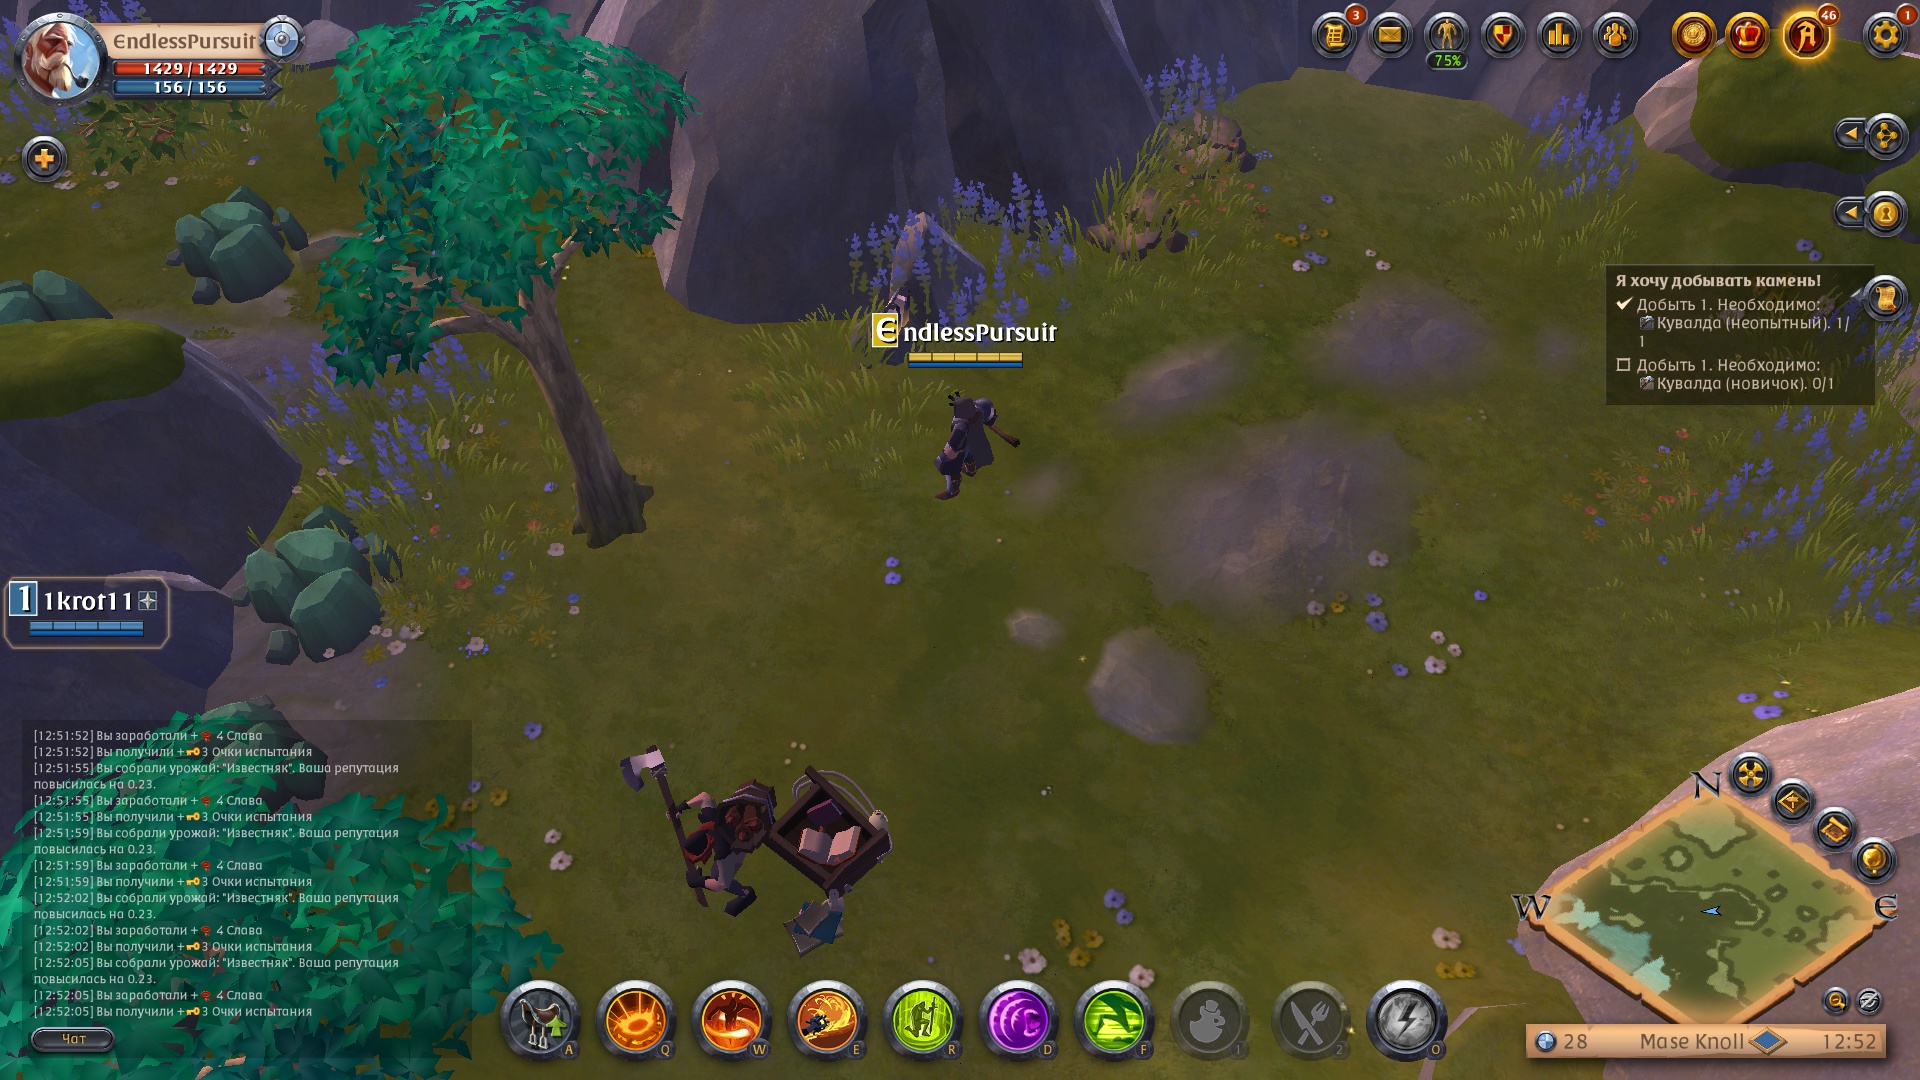 EndlessPursuit
1429 / 1429
156 / 156
3
75%
46
1
EndlessPursuit
Я хочу добывать камень!
Добыть 1. Необходимо:
Кувалда (неопытный). 1/
1
Добыть 1. Необходимо:
Кувалда (новичок). 0/1
1 1krot11
[12:51:52] Вы заработали + 4 Слава
[12:51:52] Вы получили + 3 Очки испытания
[12:51:55] Вы собрали урожай: "Известняк". Ваша репутация
повысилась на 0.23.
[12:51:55] Вы заработали + 4 Слава
[12:51:55] Вы получили + 3 Очки испытания
[12:51:59] Вы собрали урожай: "Известняк". Ваша репутация
повысилась на 0.23.
[12:51:59] Вы заработали + 4 Слава
[12:51:59] Вы получили + 3 Очки испытания
[12:52:02] Вы собрали урожай: "Известняк". Ваша репутация
повысилась на 0.23.
[12:52:02] Вы заработали + 4 Слава
[12:52:02] Вы получили + 3 Очки испытания
[12:52:05] Вы собрали урожай: "Известняк". Ваша репутация
повысилась на 0.23.
[12:52:05] Вы заработали + 4 Слава
[12:52:05] Вы получили + 3 Очки испытания
Чат
A
Q
W
E
R
D
F
1
2
O
N
W
E
28 Mase Knoll 12:52